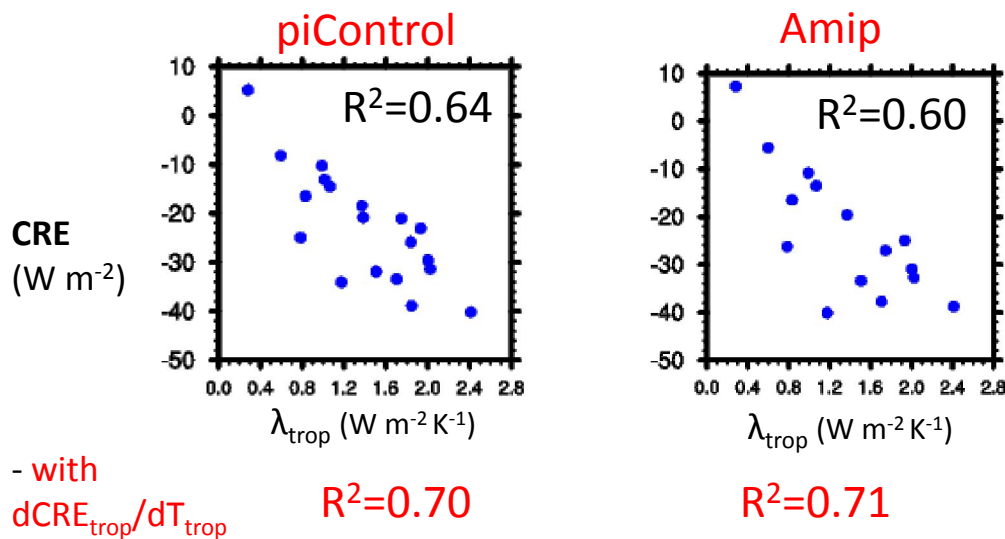 piControl
Amip
10
0
-10
-20
-30
-40
-50
R²=0.64
10
0
-10
-20
-30
-40
-50
R²=0.60
CRE
(W m⁻²)
0.0 0.4 0.8 1.2 1.6 2.0 2.4 2.8
0.0 0.4 0.8 1.2 1.6 2.0 2.4 2.8
λtrop (W m⁻² K⁻¹)
λtrop (W m⁻² K⁻¹)
- with
dCREtrop/dTtrop
R²=0.70
R²=0.71